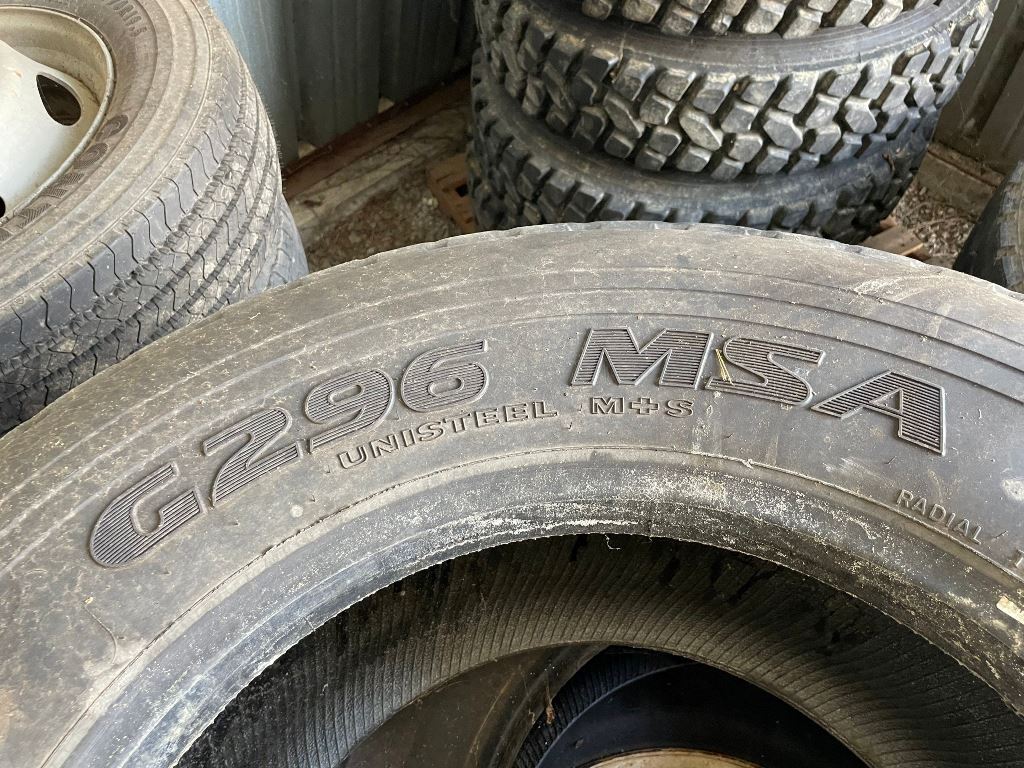 G296 MSA
UNISTEEL M+S
RADIAL